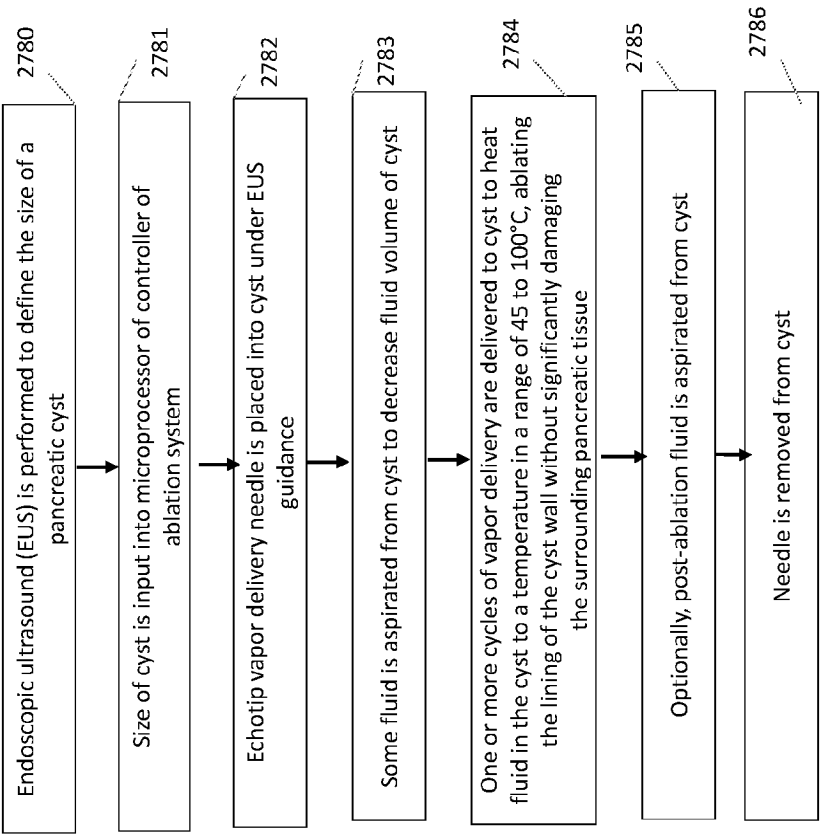 Endoscopic ultrasound (EUS) is performed to define the size of a
pancreatic cyst
2780
Size of cyst is input into microprocessor of controller of
ablation system
2781
Echotip vapor delivery needle is placed into cyst under EUS
guidance
2782
Some fluid is aspirated from cyst to decrease fluid volume of cyst
2783
One or more cycles of vapor delivery are delivered to cyst to heat
fluid in the cyst to a temperature in a range of 45 to 100°C, ablating
the lining of the cyst wall without significantly damaging
the surrounding pancreatic tissue
2784
Optionally, post-ablation fluid is aspirated from cyst
2785
Needle is removed from cyst
2786